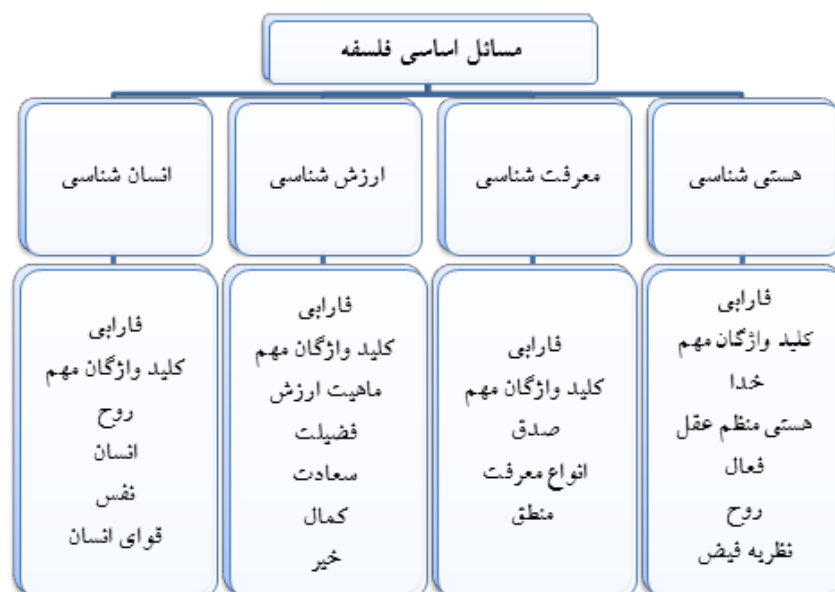 مسائل اساسی فلسفه
هستی شناسی
معرفت شناسی
ارزش شناسی
انسان شناسی
فارابی
کلید واژگان مهم
خدا
هستی منظم عقل
فعال
روح
نظریه فیض
فارابی
کلید واژگان مهم
صدق
انواع معرفت
منطق
فارابی
کلید واژگان مهم
ماهیت ارزش
فضیلت
سعادت
کمال
خیر
فارابی
کلید واژگان مهم
روح
انسان
نفس
قوای انسان